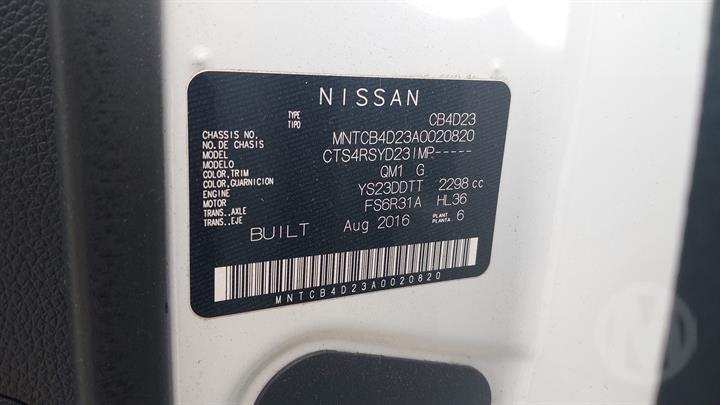 NISSAN
TYPE CB4D23
TIPO
CHASSIS NO. MNTCB4D23A0020820
NO. DE CHASIS
MODEL CTS4RSYD23IMP-----
MODELO
COLOR,TRIM QM1 G
COLOR,GUARNICION
ENGINE YS23DDTT 2298 cc
MOTOR
TRANS.,AXLE FS6R31A HL36
TRANS.,EJE
BUILT Aug 2016 PLANT 6
PLANTA
MNTCB4D23A0020820
M